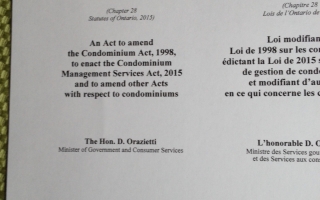 (Chapter 28
Statutes of Ontario, 2015)
An Act to amend
the Condominium Act, 1998,
to enact the Condominium
Management Services Act, 2015
and to amend other Acts
with respect to condominiums
The Hon. D. Orazietti
Minister of Government and Consumer Services
(Chapitre
Lois de l'Ontario de
Loi modifian
Loi de 1998 sur les con
édictant la Loi de 2015 s
de gestion de condo
et modifiant d'au
en ce qui concerne les c
L'honorable D. O
Ministre des Services gou
et des Services aux cons